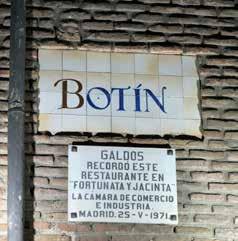 BOTÍN
GALDOS
RECORDO ESTE
RESTAURANTE EN
"FORTUNATA Y JACINTA"
LA CAMARA DE COMERCIO
E INDUSTRIA.
MADRID. 25-V-1971.